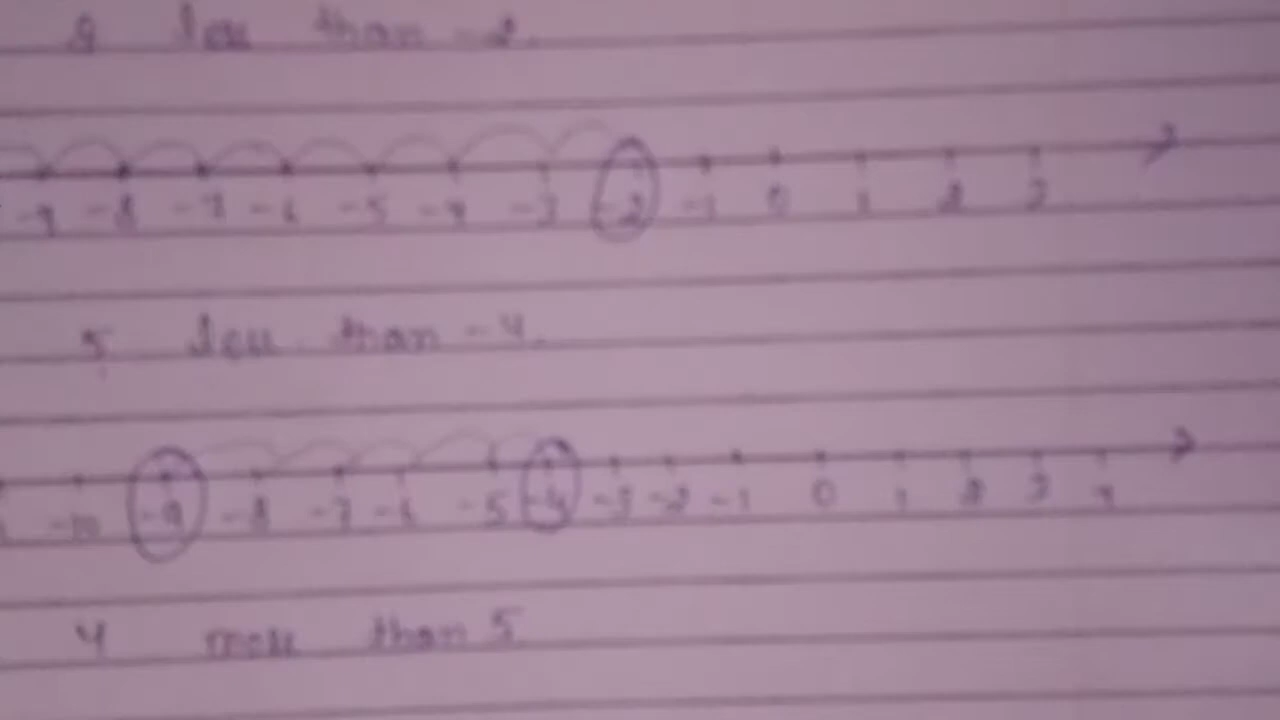 less than -2.
-9 -8 -7 -6 -5 -4 -3 -2 -1 0 1 2 3
5 less than -4.
-10 -9 -8 -7 -6 -5 -4 -3 -2 -1 0 1 2 3 4
4 more than 5